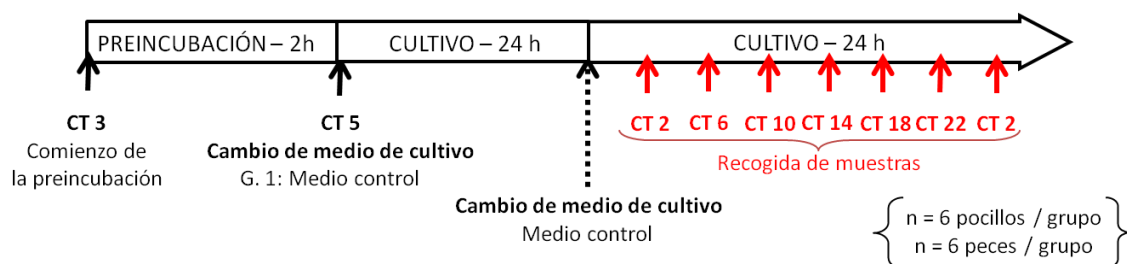 PREINCUBACIÓN – 2h
CULTIVO – 24 h
CULTIVO – 24 h
CT 3
Comienzo de
la preincubación
CT 5
Cambio de medio de cultivo
G. 1: Medio control
Cambio de medio de cultivo
Medio control
CT 2 CT 6 CT 10 CT 14 CT 18 CT 22 CT 2
Recogida de muestras
n = 6 pocillos / grupo
n = 6 peces / grupo